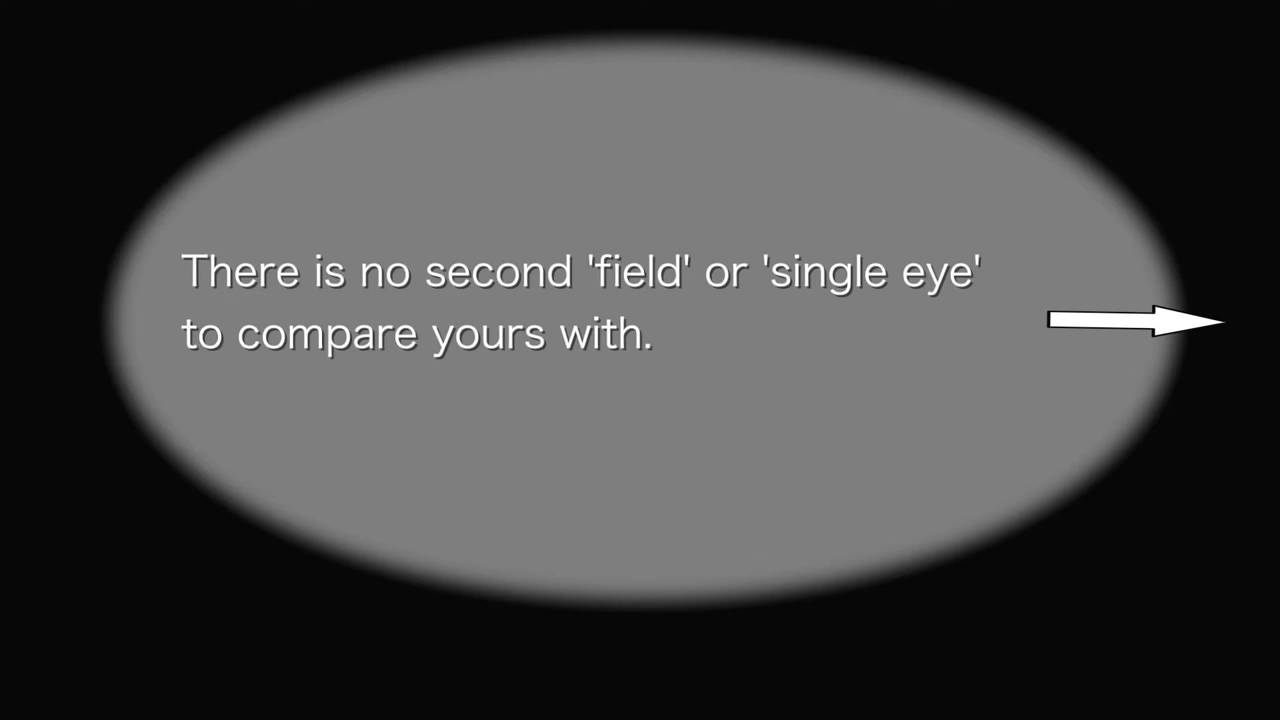 There is no second 'field' or 'single eye'
to compare yours with.